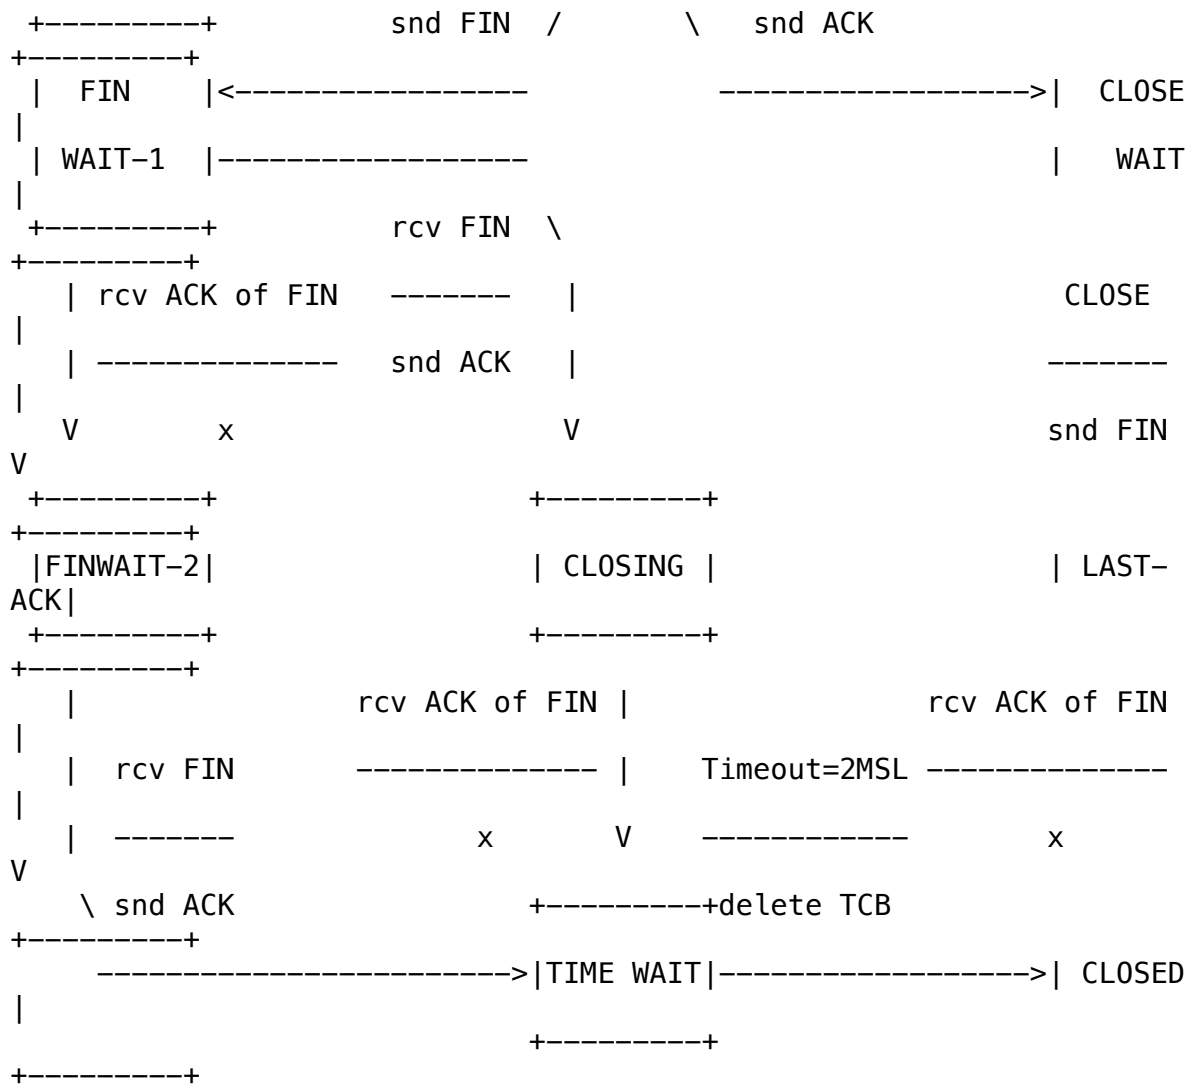 +---------+          snd FIN  /       \   snd ACK
+---------+
 |  FIN    |<-----------------           ------------------>|  CLOSE
|
 | WAIT-1  |------------------                              |   WAIT
|
 +---------+          rcv FIN  \
+---------+
   | rcv ACK of FIN   -------   |                            CLOSE
|
   | --------------   snd ACK   |                           -------
|
   V        x                   V                           snd FIN
V
 +---------+                  +---------+
+---------+
 |FINWAIT-2|                  | CLOSING |                   | LAST-
ACK|
 +---------+                  +---------+
+---------+
   |                rcv ACK of FIN |                 rcv ACK of FIN
|
   |  rcv FIN       -------------- |    Timeout=2MSL --------------
|
   |  -------              x       V    ------------        x
V
    \ snd ACK                 +---------+delete TCB
+---------+
     ------------------------>|TIME WAIT|------------------>| CLOSED
|
                              +---------+
+---------+